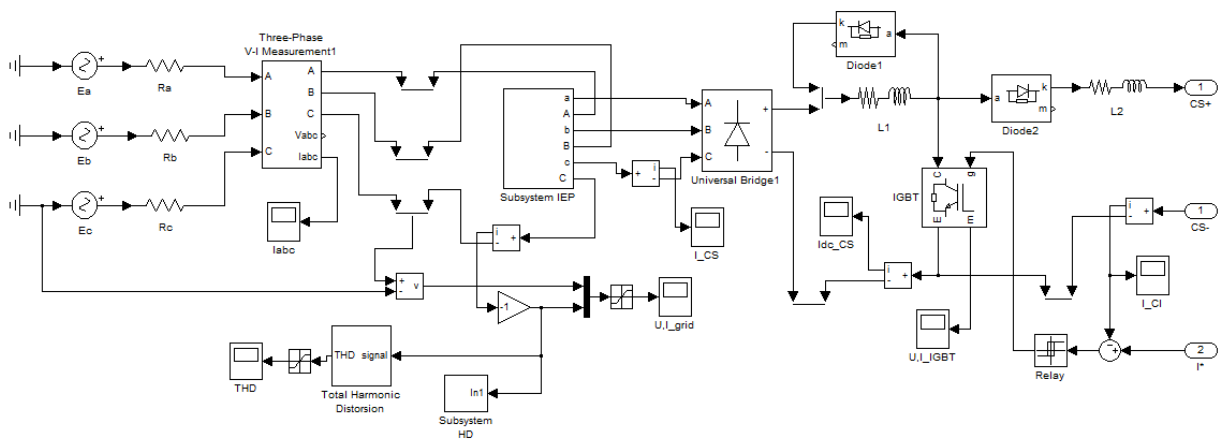 Three-Phase
V-I Measurement1
Ea
Ra
A
A
B
B
C
C
Vabc
Iabc
Eb
Rb
Ec
Rc
Iabc
a
A
b
B
c
C
Subsystem IEP
+
i
-
I_CS
i
-
+
+
-
v
-1
U,I_grid
THD
THD signal
Total Harmonic
Distorsion
In1
Subsystem
HD
A
B
C
+
-
Universal Bridge1
k
m
a
Diode1
L1
a
k
m
Diode2
L2
1
CS+
C
g
E
m
IGBT
Idc_CS
i
-
+
U,I_IGBT
i
-
+
1
CS-
I_CI
Relay
-
+
2
I*